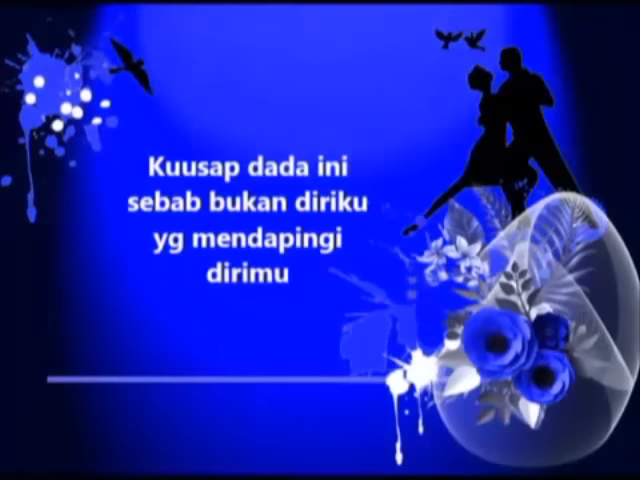 Kuusap dada ini
sebab bukan diriku
yg mendapingi
dirimu